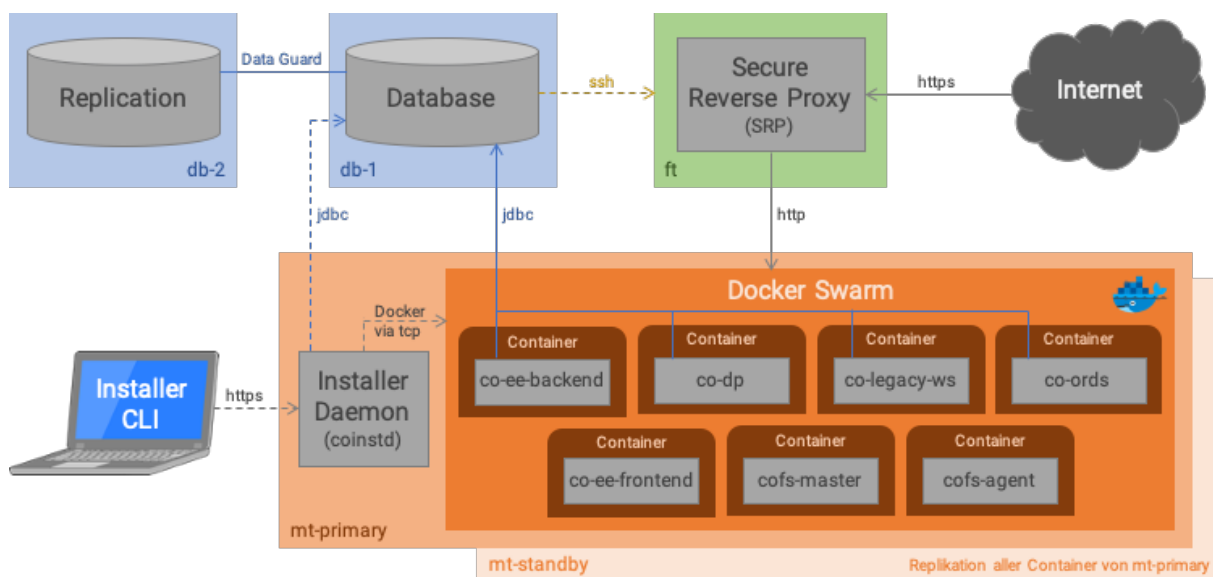 Replication
db-2
Data Guard
Database
db-1
ssh
Secure
Reverse Proxy
(SRP)
ft
https
Internet
jdbc
jdbc
http
Docker Swarm
Docker
via tcp
Installer
CLI
https
Installer
Daemon
(coinstd)
Container
co-ee-backend
Container
co-dp
Container
co-legacy-ws
Container
co-ords
Container
co-ee-frontend
Container
cofs-master
Container
cofs-agent
mt-primary
mt-standby
Replikation aller Container von mt-primary